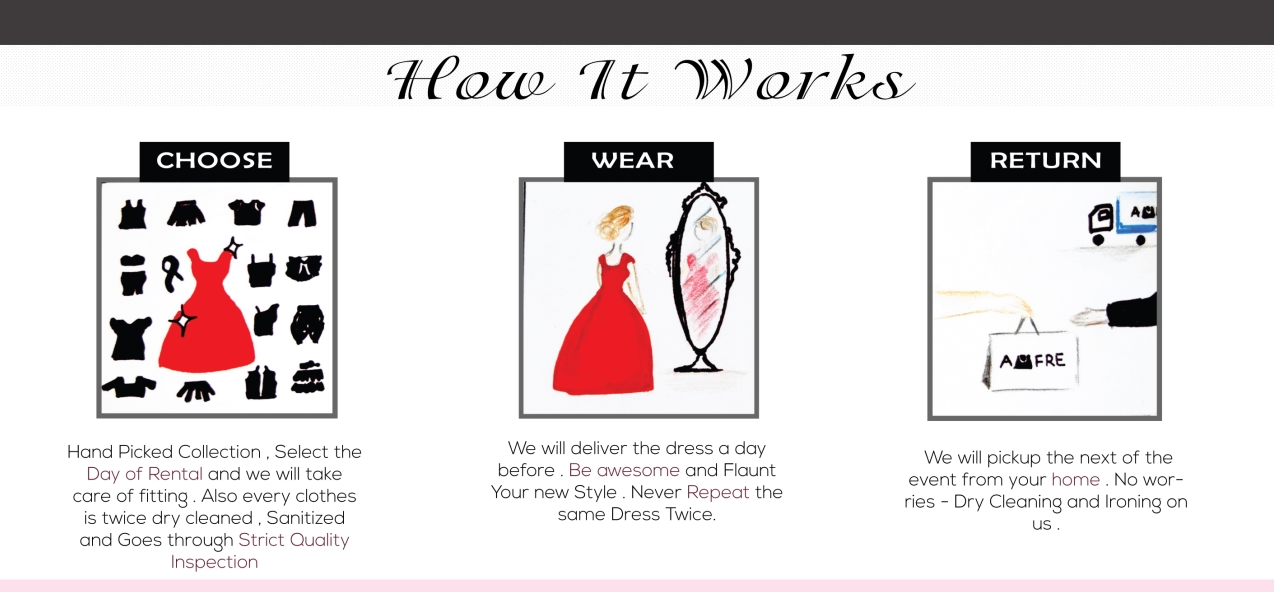 How It Works
CHOOSE
Hand Picked Collection , Select the
Day of Rental and we will take
care of fitting . Also every clothes
is twice dry cleaned , Sanitized
and Goes through Strict Quality
Inspection
WEAR
We will deliver the dress a day
before . Be awesome and Flaunt
Your new Style . Never Repeat the
same Dress Twice.
RETURN
A
A FRE
We will pickup the next of the
event from your home . No wor-
ries - Dry Cleaning and Ironing on
us .